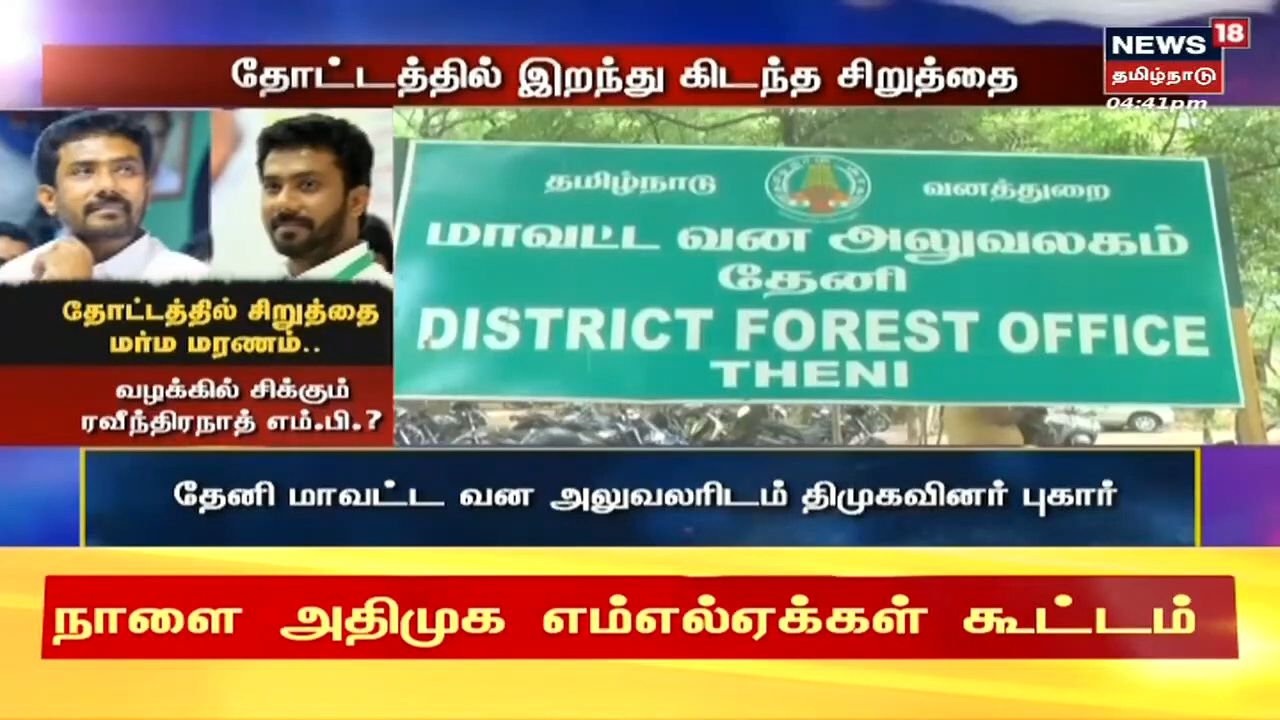 தோட்டத்தில் இறந்து கிடந்த சிறுத்தை
NEWS 18
தமிழ்நாடு
04:41pm
தமிழ்நாடு வனத்துறை
மாவட்ட வன அலுவலகம்
தேனி
DISTRICT FOREST OFFICE
THENI
தோட்டத்தில் சிறுத்தை
மர்ம மரணம்..
வழக்கில் சிக்கும்
ரவீந்திரநாத் எம்.பி.?
தேனி மாவட்ட வன அலுவலரிடம் திமுகவினர் புகார்
நாளை அதிமுக எம்எல்ஏக்கள் கூட்டம்